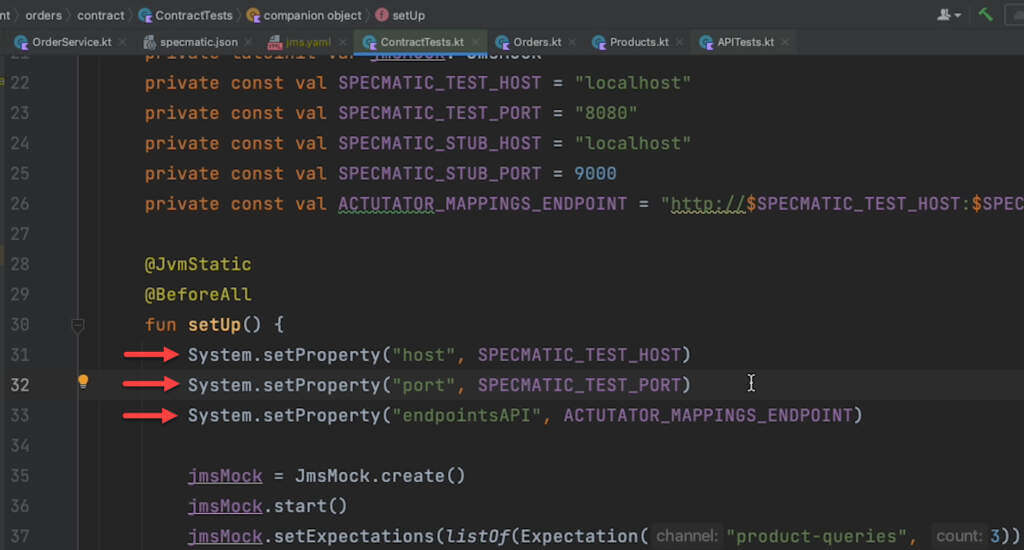 nt orders contract ContractTests companion object setUp
OrderService.kt specmatic.json jms.yaml ContractTests.kt Orders.kt Products.kt APITests.kt
22 private const val SPECMATIC_TEST_HOST = "localhost"
23 private const val SPECMATIC_TEST_PORT = "8080"
24 private const val SPECMATIC_STUB_HOST = "localhost"
25 private const val SPECMATIC_STUB_PORT = 9000
26 private const val ACTUTATOR_MAPPINGS_ENDPOINT = "http://$SPECMATIC_TEST_HOST:$SPEC
27
28 @JvmStatic
29 @BeforeAll
30 fun setUp() {
31 System.setProperty("host", SPECMATIC_TEST_HOST)
32 System.setProperty("port", SPECMATIC_TEST_PORT)
33 System.setProperty("endpointsAPI", ACTUTATOR_MAPPINGS_ENDPOINT)
34
35 jmsMock = JmsMock.create()
36 jmsMock.start()
37 jmsMock.setExpectations(listOf(Expectation( channel: "product-queries", count: 3))